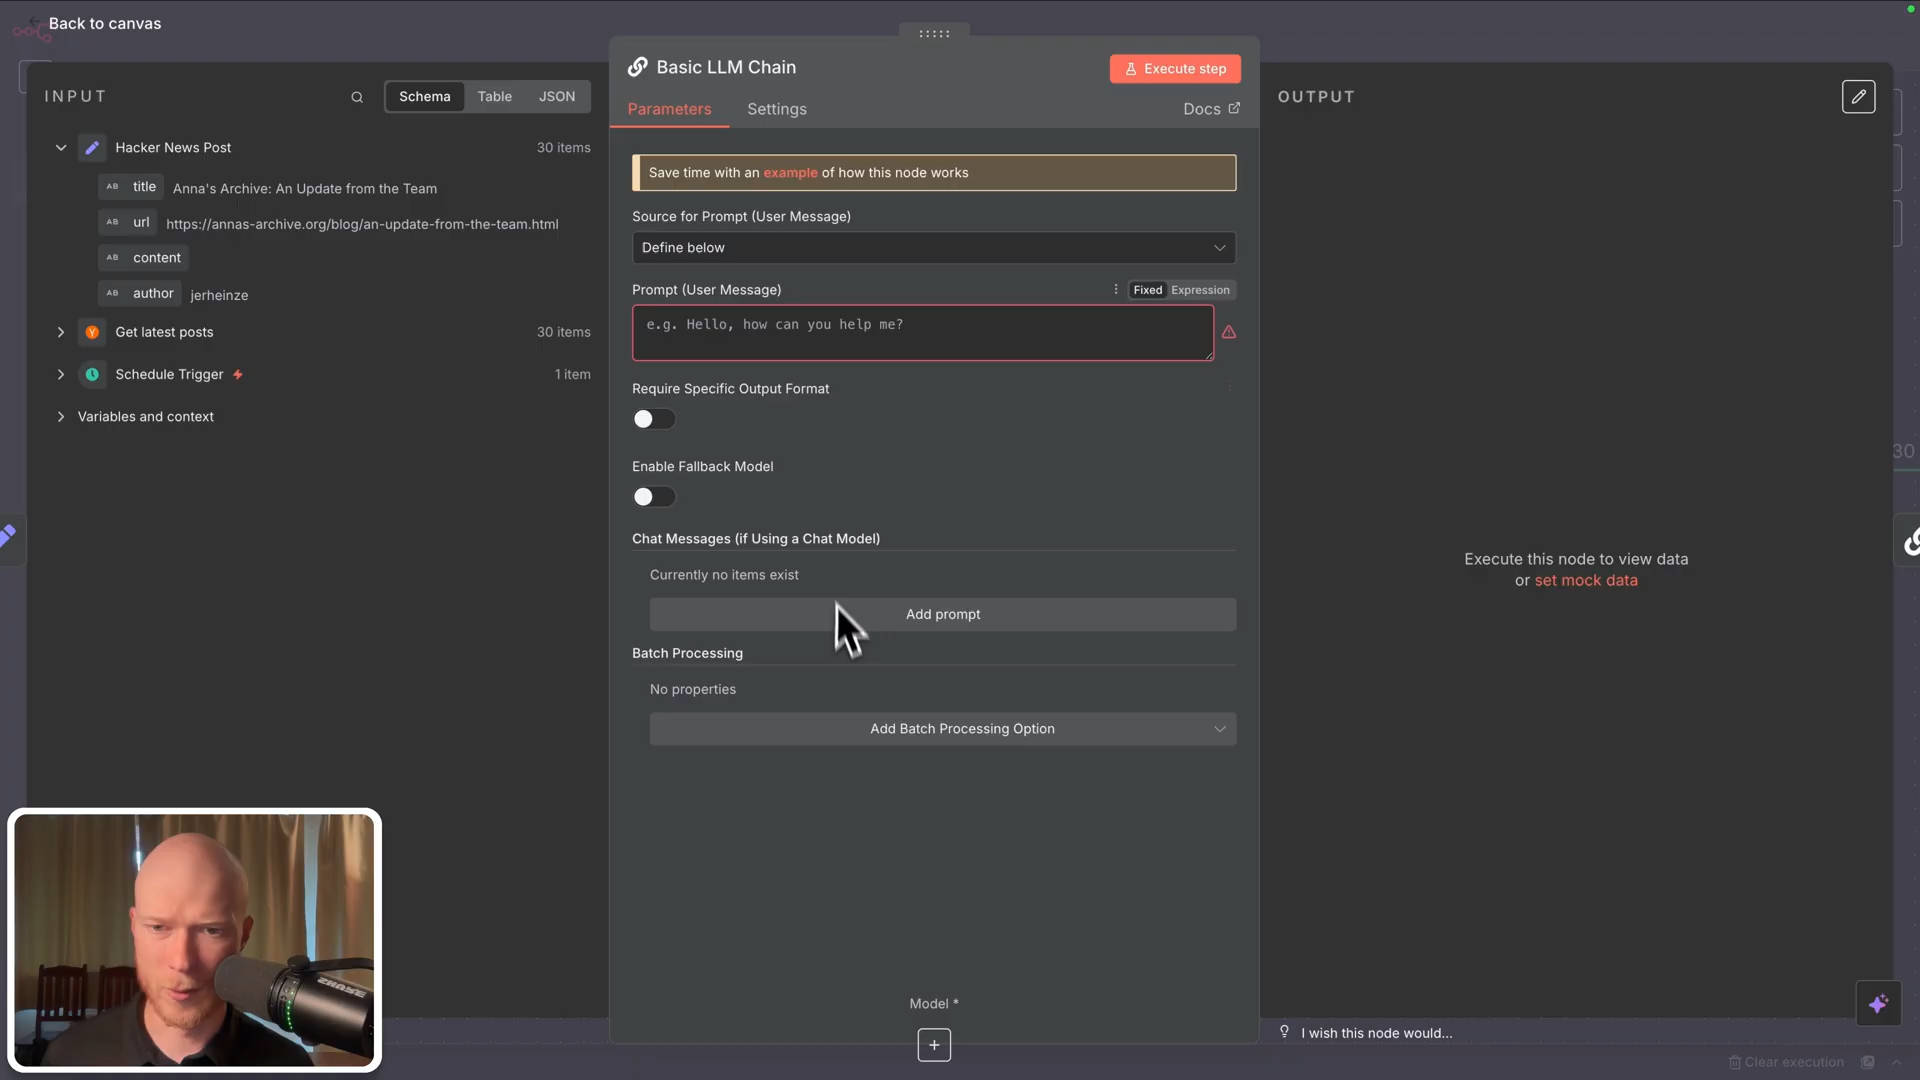 Back to canvas
INPUT
Schema
Table
JSON
Hacker News Post
30 items
AB title Anna's Archive: An Update from the Team
AB url https://annas-archive.org/blog/an-update-from-the-team.html
AB content
AB author jerheinze
Get latest posts
30 items
Schedule Trigger
1 item
Variables and context
Basic LLM Chain
Execute step
Parameters
Settings
Docs
Save time with an example of how this node works
Source for Prompt (User Message)
Define below
Prompt (User Message)
Fixed
Expression
e.g. Hello, how can you help me?
Require Specific Output Format
Enable Fallback Model
Chat Messages (if Using a Chat Model)
Currently no items exist
Add prompt
Batch Processing
No properties
Add Batch Processing Option
Model *
OUTPUT
Execute this node to view data
or set mock data
30
I wish this node would...
Clear execution
SHURE